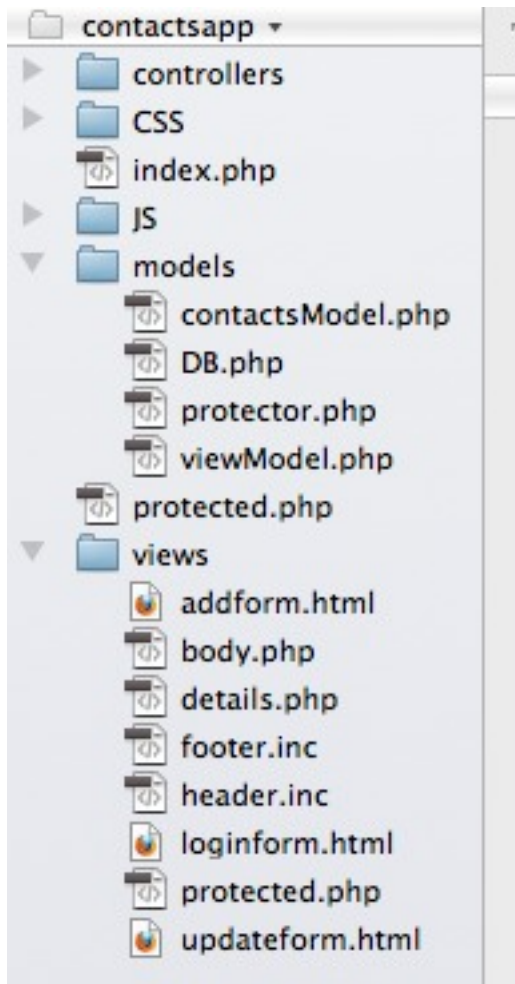 contactsapp
controllers
CSS
index.php
JS
models
contactsModel.php
DB.php
protector.php
viewModel.php
protected.php
views
addform.html
body.php
details.php
footer.inc
header.inc
loginform.html
protected.php
updateform.html